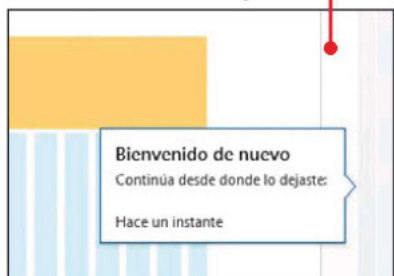 Bienvenido de nuevo
Continúa desde donde lo dejaste:
Hace un instante